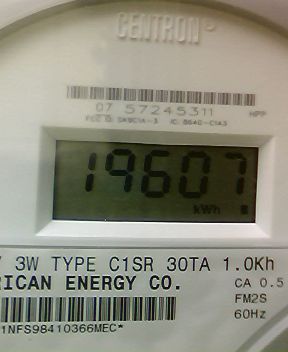 CENTRON
07 57245311 HPP
19607
kWh
3W TYPE C1SR 30TA 1.0Kh
RICAN ENERGY CO. CA 0.5
FM2S
60Hz
1NFS98410366MEC*